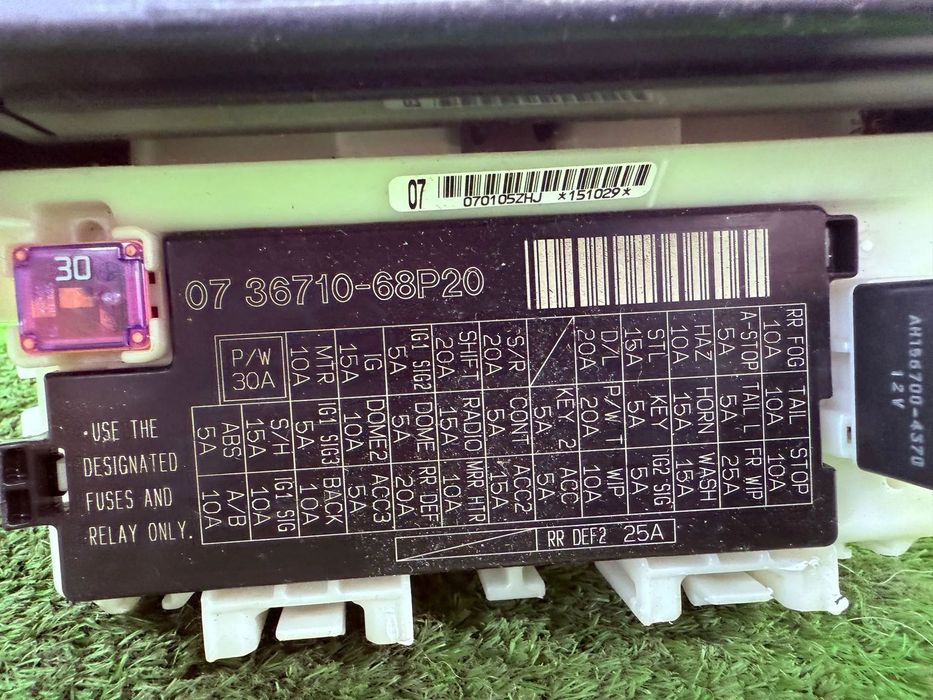 07 070105ZHJ *151029*
30
07 36710-68P20
P/W
30A
RR FOG TAIL STOP
10A 10A 10A
A-STOP TAIL L FR WIP
5A 5A 25A
HAZ HORN WASH
10A 15A 15A
STL KEY IG2 SIG
15A 5A 5A
D/L P/W T WIP
20A 20A 10A
KEY 2 ACC
5A 5A
S/R CONT ACC2
20A 5A 15A
SHIFT RADIO MRR HTR
20A 15A 10A
IG1 SIG2 DOME RR DEF
5A 5A 20A
IG DOME2 ACC3
15A 10A 5A
MTR IG1 SIG3 BACK
10A 5A 10A
S/H IG1 SIG
15A 10A
ABS A/B
5A 10A
RR DEF2 25A
•USE THE
DESIGNATED
FUSES AND
RELAY ONLY.
AH156700-4370
12V